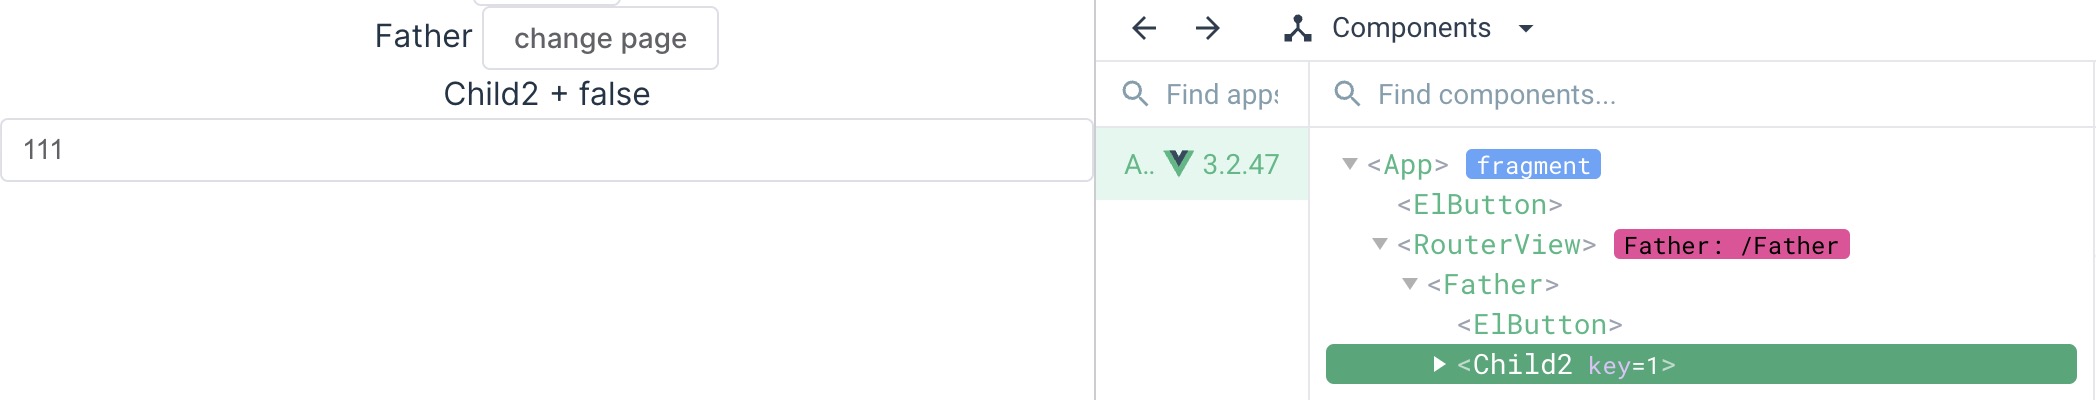 Father change page
Child2 + false
111
Components
Find apps
Find components...
A.. 3.2.47
<App> fragment
<ElButton>
<RouterView> Father: /Father
<Father>
<ElButton>
<Child2 key=1>